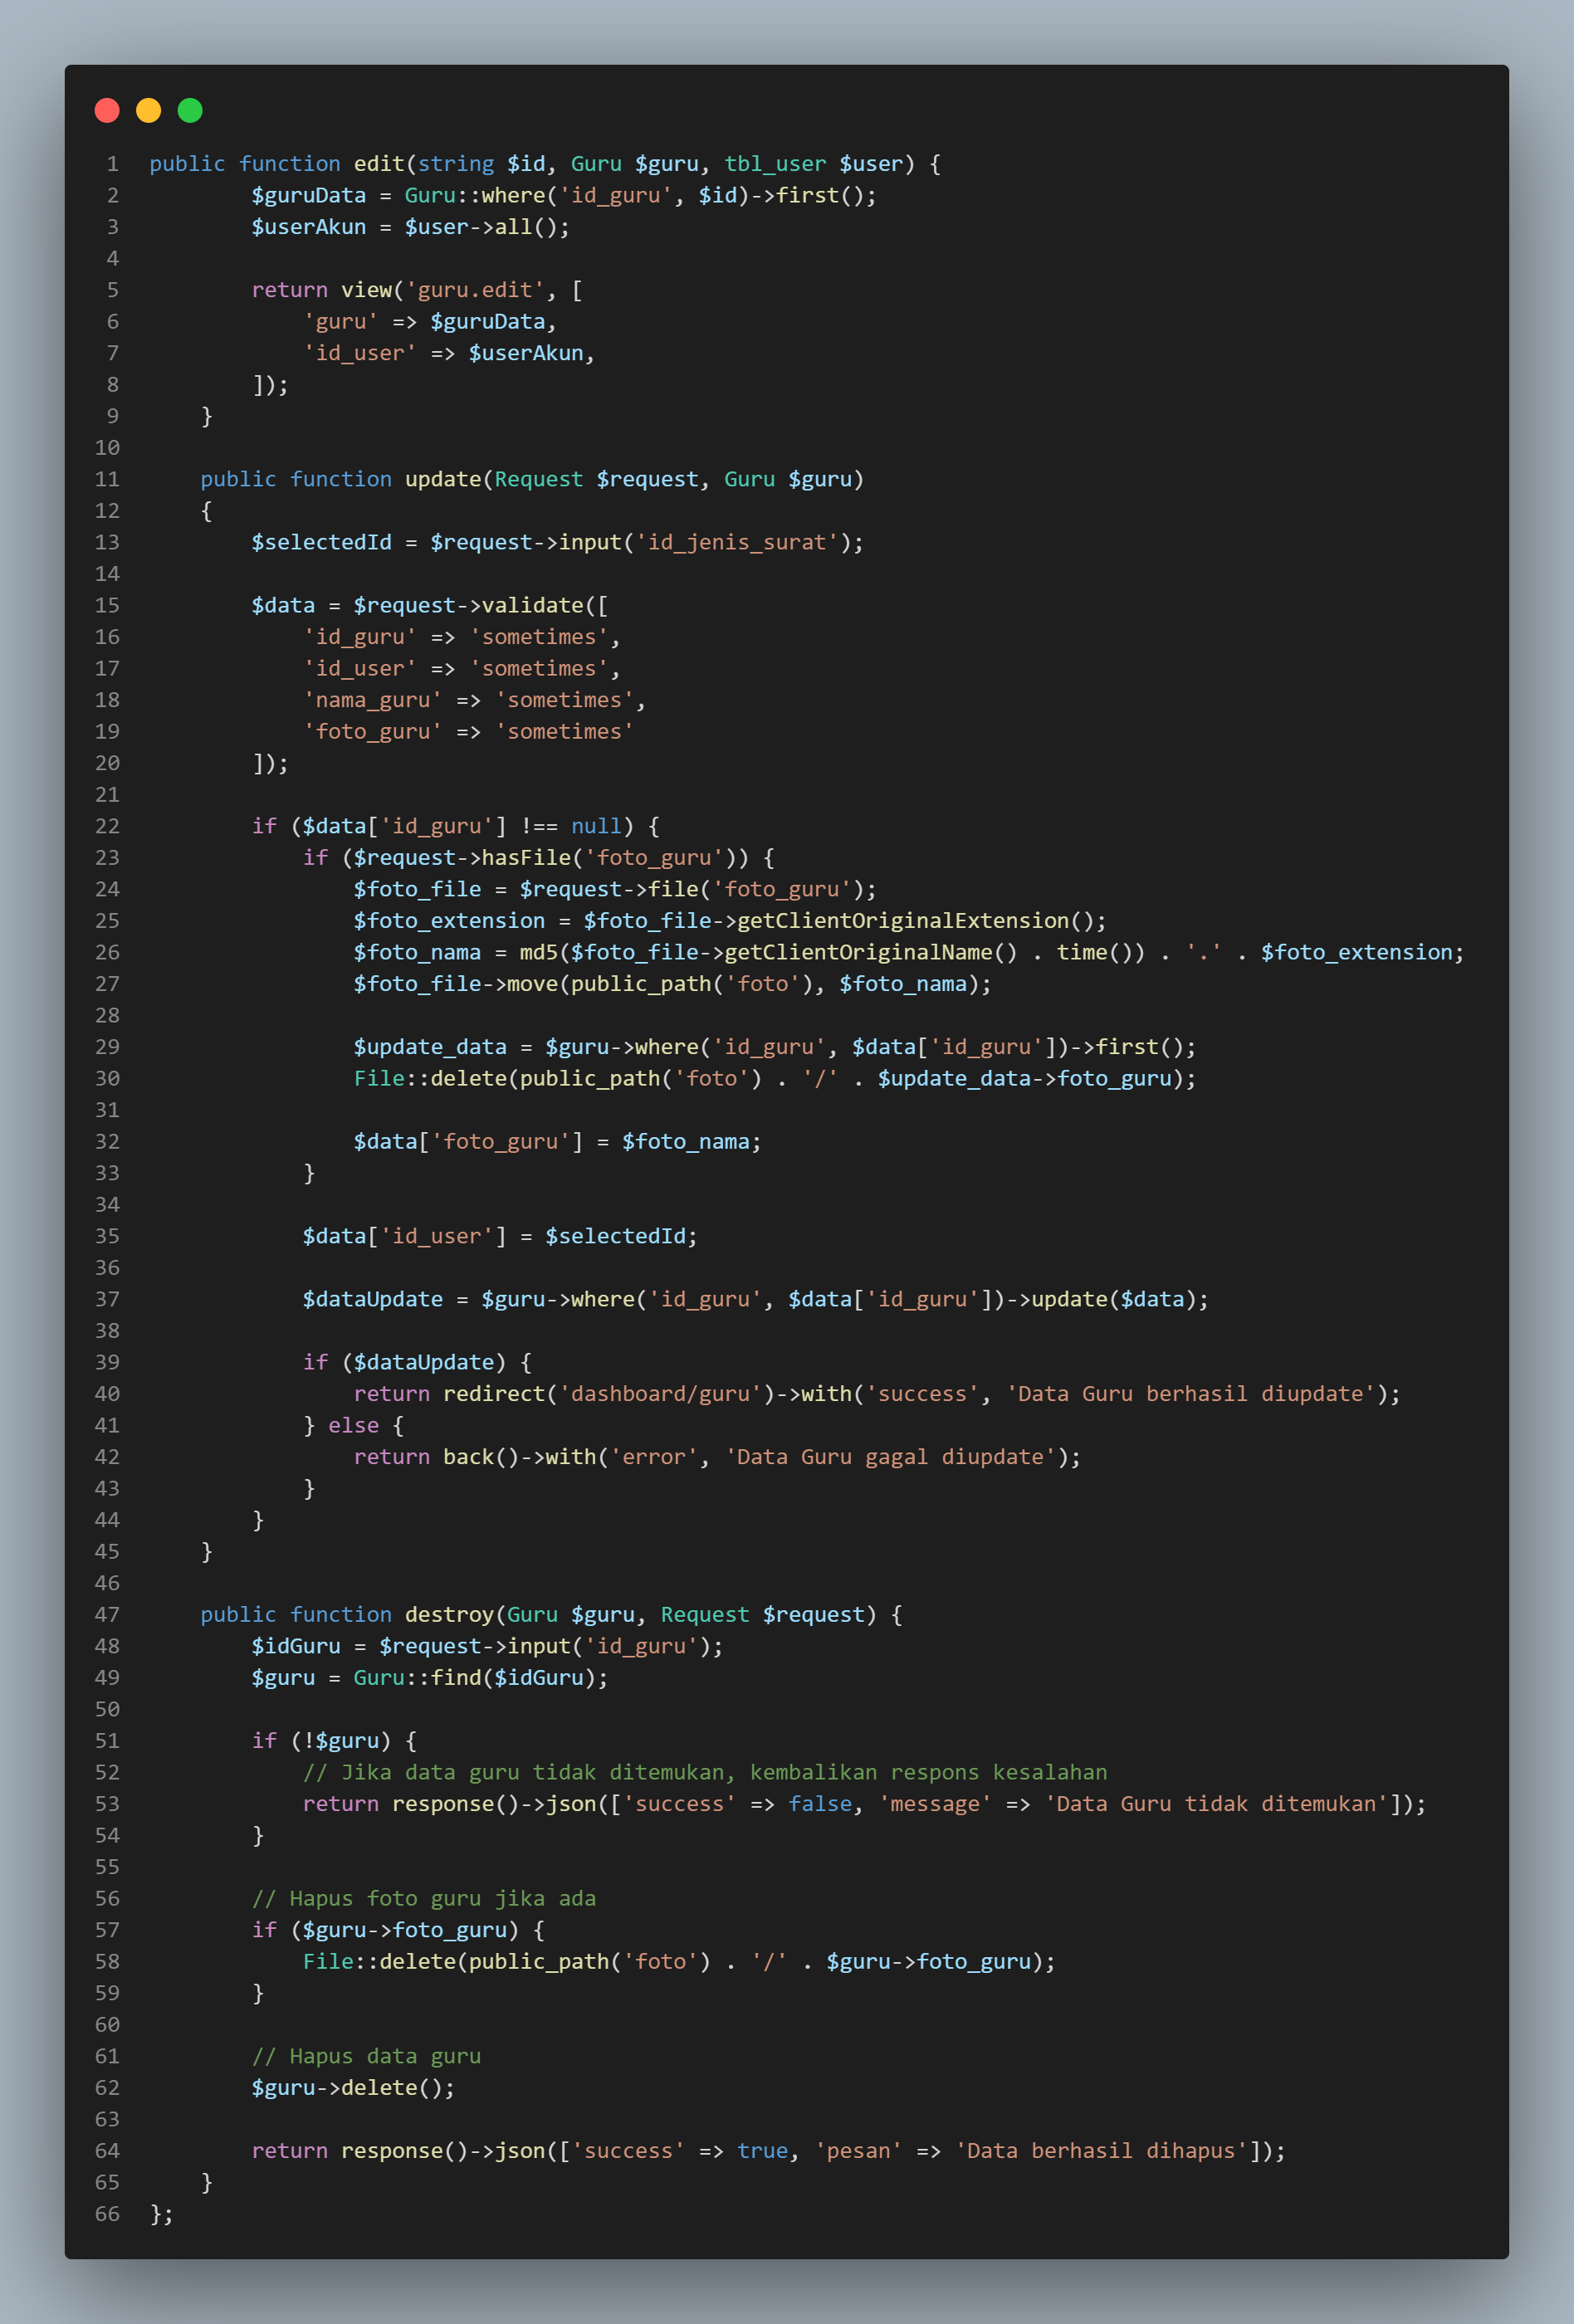 1 public function edit(string $id, Guru $guru, tbl_user $user) {
2         $guruData = Guru::where('id_guru', $id)->first();
3         $userAkun = $user->all();
4
5         return view('guru.edit', [
6             'guru' => $guruData,
7             'id_user' => $userAkun,
8         ]);
9     }
10
11     public function update(Request $request, Guru $guru)
12     {
13         $selectedId = $request->input('id_jenis_surat');
14
15         $data = $request->validate([
16             'id_guru' => 'sometimes',
17             'id_user' => 'sometimes',
18             'nama_guru' => 'sometimes',
19             'foto_guru' => 'sometimes'
20         ]);
21
22         if ($data['id_guru'] !== null) {
23             if ($request->hasFile('foto_guru')) {
24                 $foto_file = $request->file('foto_guru');
25                 $foto_extension = $foto_file->getClientOriginalExtension();
26                 $foto_nama = md5($foto_file->getClientOriginalName() . time()) . '.' . $foto_extension;
27                 $foto_file->move(public_path('foto'), $foto_nama);
28
29                 $update_data = $guru->where('id_guru', $data['id_guru'])->first();
30                 File::delete(public_path('foto') . '/' . $update_data->foto_guru);
31
32                 $data['foto_guru'] = $foto_nama;
33             }
34
35             $data['id_user'] = $selectedId;
36
37             $dataUpdate = $guru->where('id_guru', $data['id_guru'])->update($data);
38
39             if ($dataUpdate) {
40                 return redirect('dashboard/guru')->with('success', 'Data Guru berhasil diupdate');
41             } else {
42                 return back()->with('error', 'Data Guru gagal diupdate');
43             }
44         }
45     }
46
47     public function destroy(Guru $guru, Request $request) {
48         $idGuru = $request->input('id_guru');
49         $guru = Guru::find($idGuru);
50
51         if (!$guru) {
52             // Jika data guru tidak ditemukan, kembalikan respons kesalahan
53             return response()->json(['success' => false, 'message' => 'Data Guru tidak ditemukan']);
54         }
55
56         // Hapus foto guru jika ada
57         if ($guru->foto_guru) {
58             File::delete(public_path('foto') . '/' . $guru->foto_guru);
59         }
60
61         // Hapus data guru
62         $guru->delete();
63
64         return response()->json(['success' => true, 'pesan' => 'Data berhasil dihapus']);
65     }
66 };